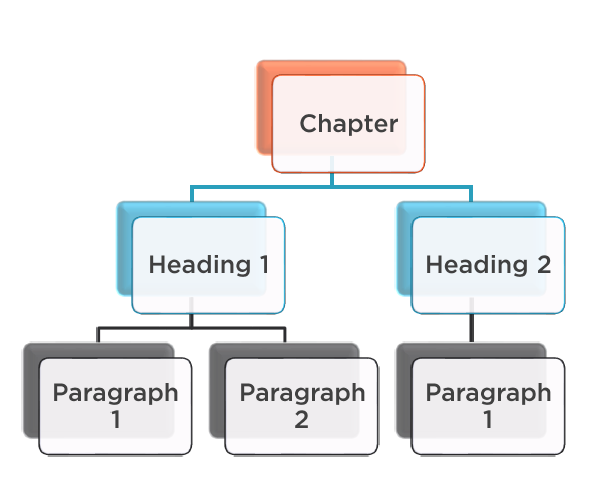 Chapter
Heading 1
Heading 2
Paragraph
1
Paragraph
2
Paragraph
1